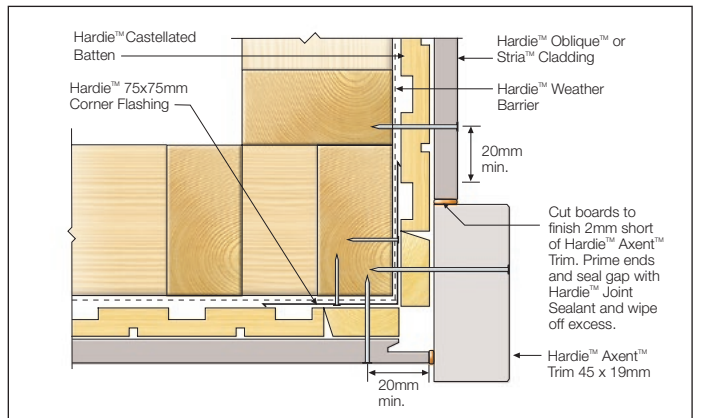 Hardie™ Castellated
Batten
Hardie™ 75x75mm
Corner Flashing
Hardie™ Oblique™ or
Stria™ Cladding
Hardie™ Weather
Barrier
20mm
min.
Cut boards to
finish 2mm short
of Hardie™ Axent™
Trim. Prime ends
and seal gap with
Hardie™ Joint
Sealant and wipe
off excess.
Hardie™ Axent™
Trim 45 x 19mm
20mm
min.